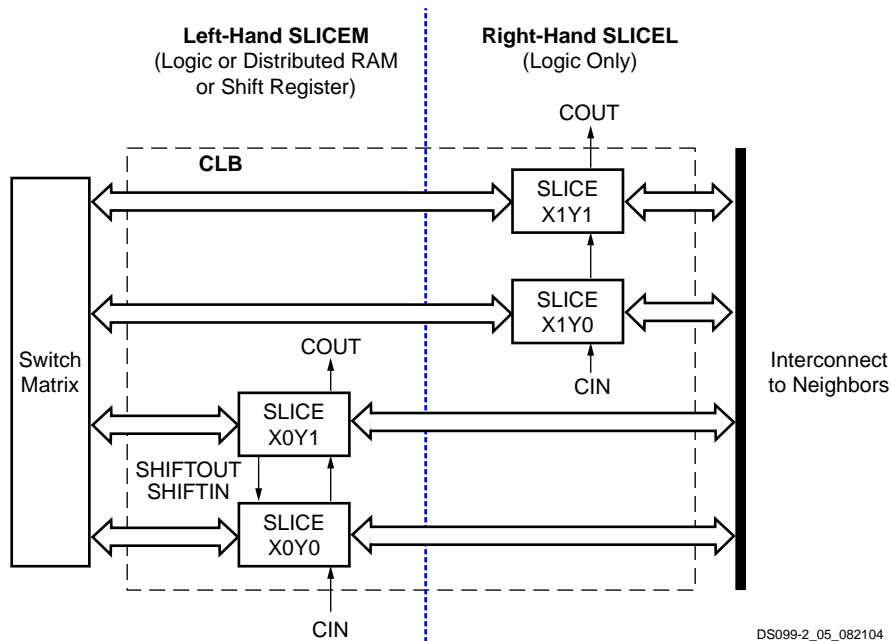 Left-Hand SLICEM
(Logic or Distributed RAM
or Shift Register)
Right-Hand SLICEL
(Logic Only)
COUT
CLB
SLICE
X1Y1
SLICE
X1Y0
COUT
CIN
Switch
Matrix
Interconnect
to Neighbors
SLICE
X0Y1
SHIFTOUT
SHIFTIN
SLICE
X0Y0
CIN
DS099-2_05_082104